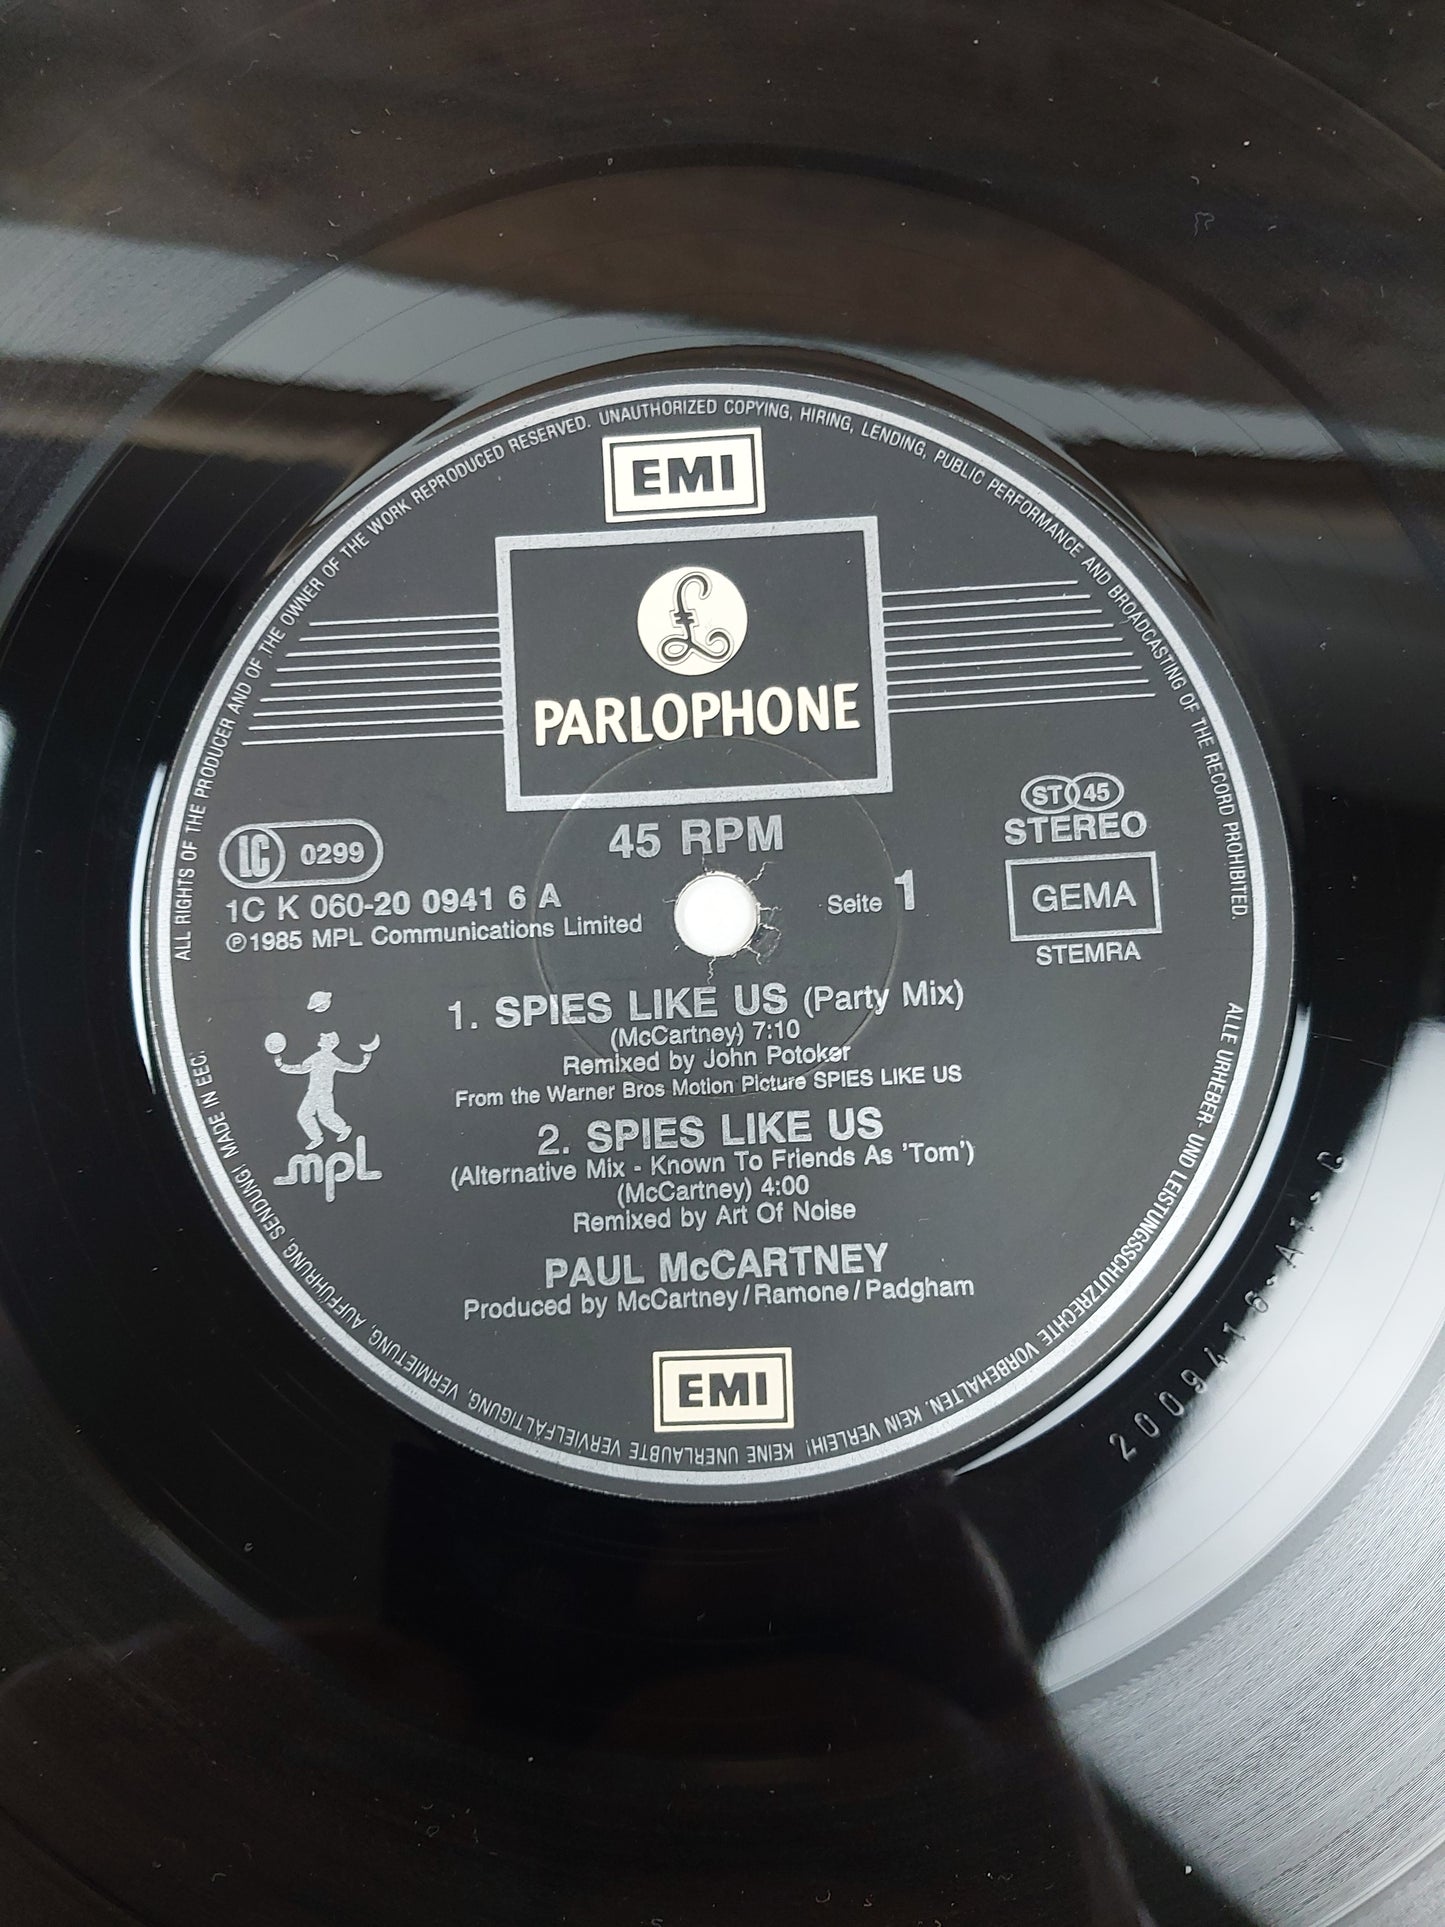 ALL RIGHTS OF THE PRODUCER AND OF THE OWNER OF THE WORK REPRODUCED RESERVED. UNAUTHORIZED COPYING, HIRING, LENDING, PUBLIC PERFORMANCE AND BROADCASTING OF THE RECORD PROHIBITED.
EMI
£
PARLOPHONE
45 RPM
ST 45
STEREO
LC 0299
GEMA
1C K 060-20 0941 6 A
Seite 1
℗1985 MPL Communications Limited
STEMRA
1. SPIES LIKE US (Party Mix)
(McCartney) 7:10
Remixed by John Potoker
From the Warner Bros Motion Picture SPIES LIKE US
mpL
2. SPIES LIKE US
(Alternative Mix - Known To Friends As 'Tom')
(McCartney) 4:00
Remixed by Art Of Noise
PAUL McCARTNEY
Produced by McCartney/Ramone/Padgham
EMI
ALLE URHEBER- UND LEISTUNGSSCHUTZRECHTE VORBEHALTEN. KEIN VERLEIH! KEINE UNERLAUBTE VERVIELFÄLTIGUNG, VERMIETUNG, AUFFÜHRUNG, SENDUNG! MADE IN EEC.
2009416-A